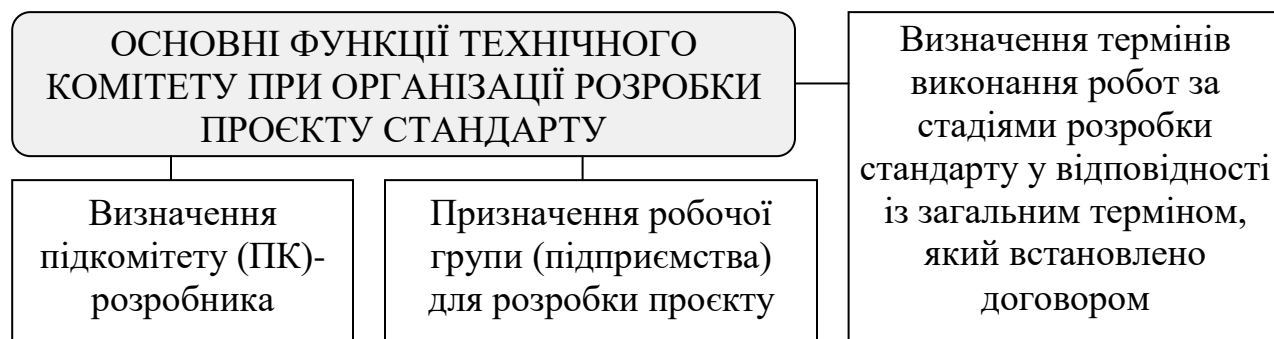 ОСНОВНІ ФУНКЦІЇ ТЕХНІЧНОГО
КОМІТЕТУ ПРИ ОРГАНІЗАЦІЇ РОЗРОБКИ
ПРОЄКТУ СТАНДАРТУ
Визначення
підкомітету (ПК)-
розробника
Призначення робочої
групи (підприємства)
для розробки проєкту
Визначення термінів
виконання робот за
стадіями розробки
стандарту у відповідності
із загальним терміном,
який встановлено
договором